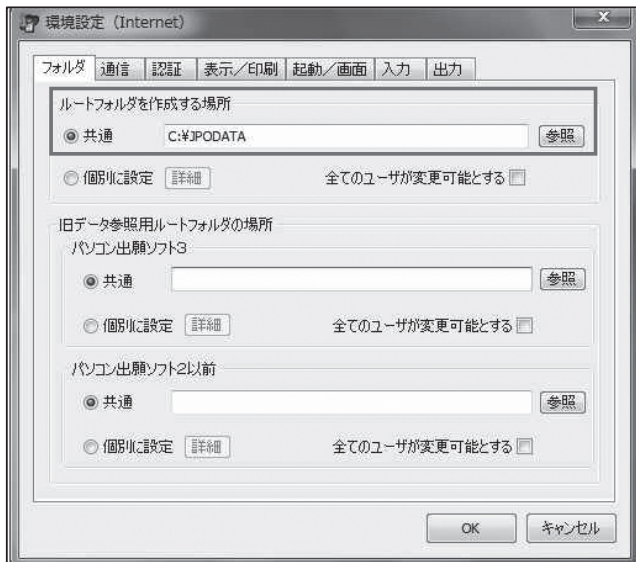 環境設定（Internet）
x
フォルダ 通信 認証 表示／印刷 起動／画面 入力 出力
ルートフォルダを作成する場所
共通 C:¥JPODATA 参照
個別に設定 詳細 全てのユーザが変更可能とする
旧データ参照用ルートフォルダの場所
パソコン出願ソフト3
共通 参照
個別に設定 詳細 全てのユーザが変更可能とする
パソコン出願ソフト2以前
共通 参照
個別に設定 詳細 全てのユーザが変更可能とする
OK キャンセル